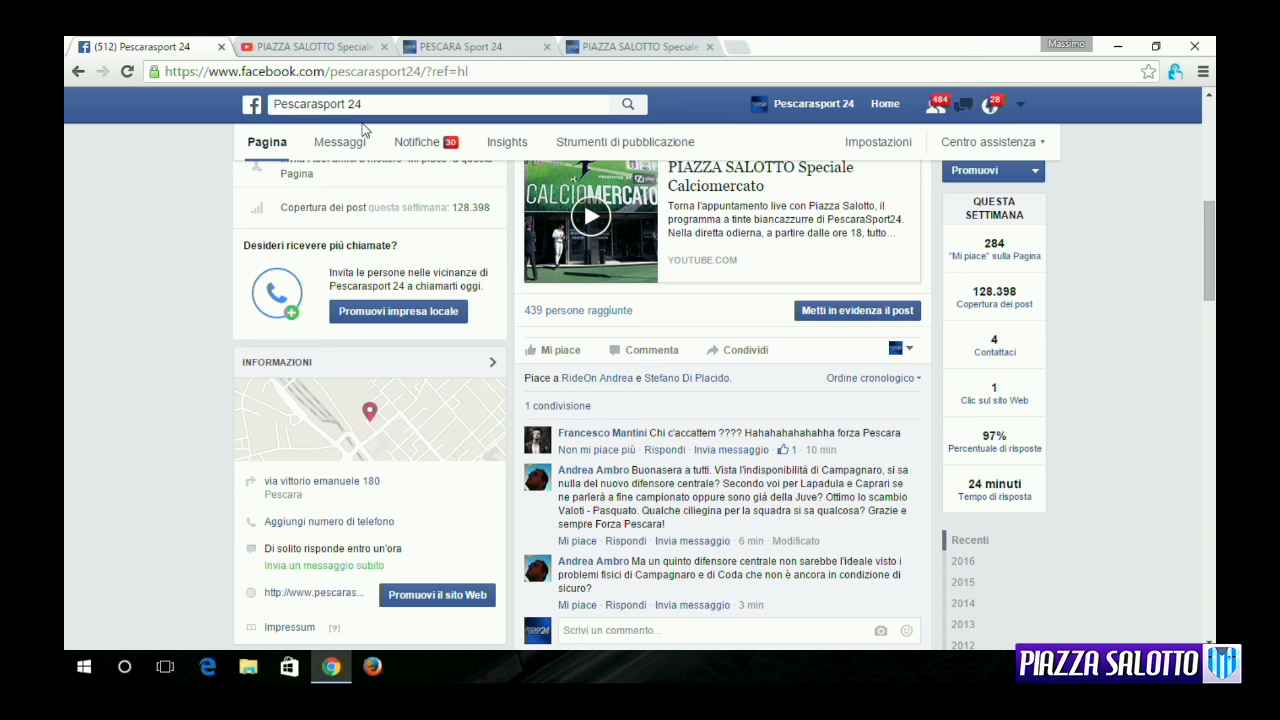 (512) Pescarasport 24
PIAZZA SALOTTO Speciale
PESCARA Sport 24
PIAZZA SALOTTO Speciale
Massimo
https://www.facebook.com/pescarasport24/?ref=hl
Pescarasport 24
Pescarasport 24
Home
484
28
Pagina
Messaggi
Notifiche 30
Insights
Strumenti di pubblicazione
Impostazioni
Centro assistenza
Pagina
Copertura dei post questa settimana: 128.398
Desideri ricevere più chiamate?
Invita le persone nelle vicinanze di
Pescarasport 24 a chiamarti oggi.
Promuovi impresa locale
INFORMAZIONI
via vittorio emanuele 180
Pescara
Aggiungi numero di telefono
Di solito risponde entro un'ora
Invia un messaggio subito
http://www.pescaras...
Promuovi il sito Web
Impressum [?]
CALCIOMERCATO
PIAZZA SALOTTO Speciale
Calciomercato
Torna l'appuntamento live con Piazza Salotto, il
programma a tinte biancazzurre di PescaraSport24.
Nella diretta odierna, a partire dalle ore 18, tutto...
YOUTUBE.COM
439 persone raggiunte
Metti in evidenza il post
Mi piace
Commenta
Condividi
Piace a RideOn Andrea e Stefano Di Placido.
Ordine cronologico
1 condivisione
Francesco Mantini Chi c'accattem ???? Hahahahahahahha forza Pescara
Non mi piace più · Rispondi · Invia messaggio · 1 · 10 min
Andrea Ambro Buonasera a tutti. Vista l'indisponibilità di Campagnaro, si sa
nulla del nuovo difensore centrale? Secondo voi per Lapadula e Caprari se
ne parlerà a fine campionato oppure sono già della Juve? Ottimo lo scambio
Valoti - Pasquato. Qualche ciliegina per la squadra si sa qualcosa? Grazie e
sempre Forza Pescara!
Mi piace · Rispondi · Invia messaggio · 6 min · Modificato
Andrea Ambro Ma un quinto difensore centrale non sarebbe l'ideale visto i
problemi fisici di Campagnaro e di Coda che non è ancora in condizione di
sicuro?
Mi piace · Rispondi · Invia messaggio · 3 min
Scrivi un commento...
Promuovi
QUESTA
SETTIMANA
284
"Mi piace" sulla Pagina
128.398
Copertura dei post
4
Contattaci
1
Clic sul sito Web
97%
Percentuale di risposte
24 minuti
Tempo di risposta
Recenti
2016
2015
2014
2013
2012
PIAZZA SALOTTO